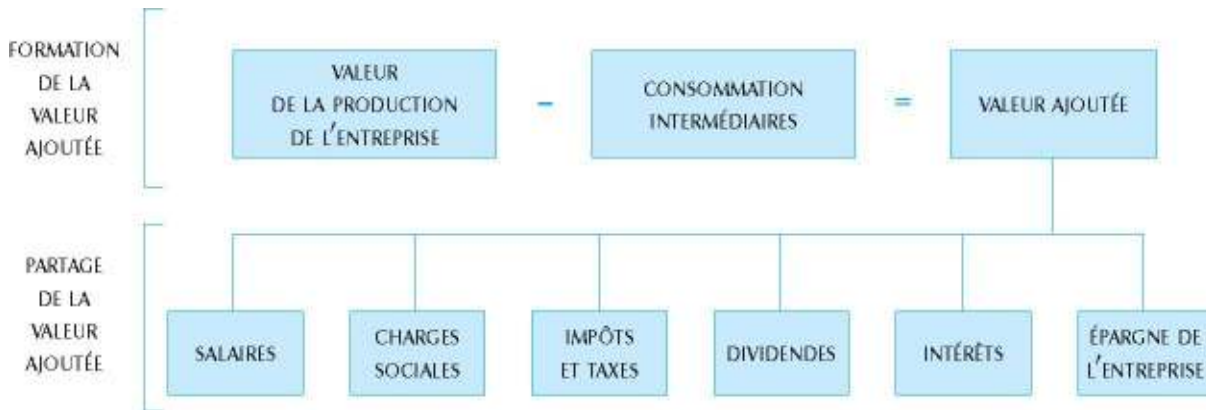 FORMATION
DE LA
VALEUR
AJOUTÉE
VALEUR
DE LA PRODUCTION
DE L'ENTREPRISE
-
CONSOMMATION
INTERMÉDIAIRES
=
VALEUR AJOUTÉE
PARTAGE
DE LA
VALEUR
AJOUTÉE
SALAIRES
CHARGES
SOCIALES
IMPÔTS
ET TAXES
DIVIDENDES
INTÉRÊTS
ÉPARGNE DE
L'ENTREPRISE